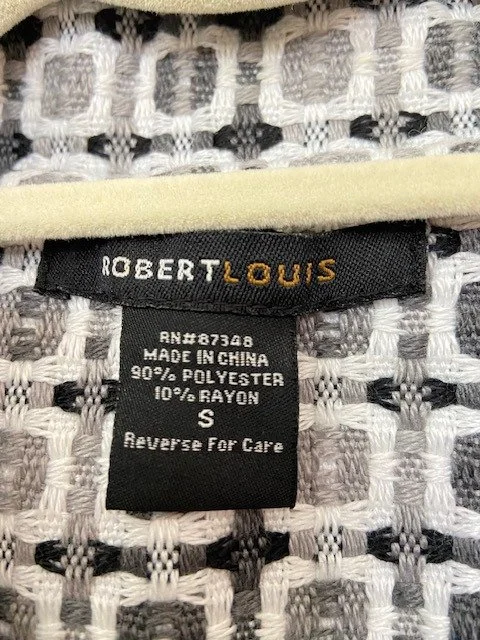 ROBERTLOUIS
RN#87348
MADE IN CHINA
90% POLYESTER
10% RAYON
S
Reverse For Care